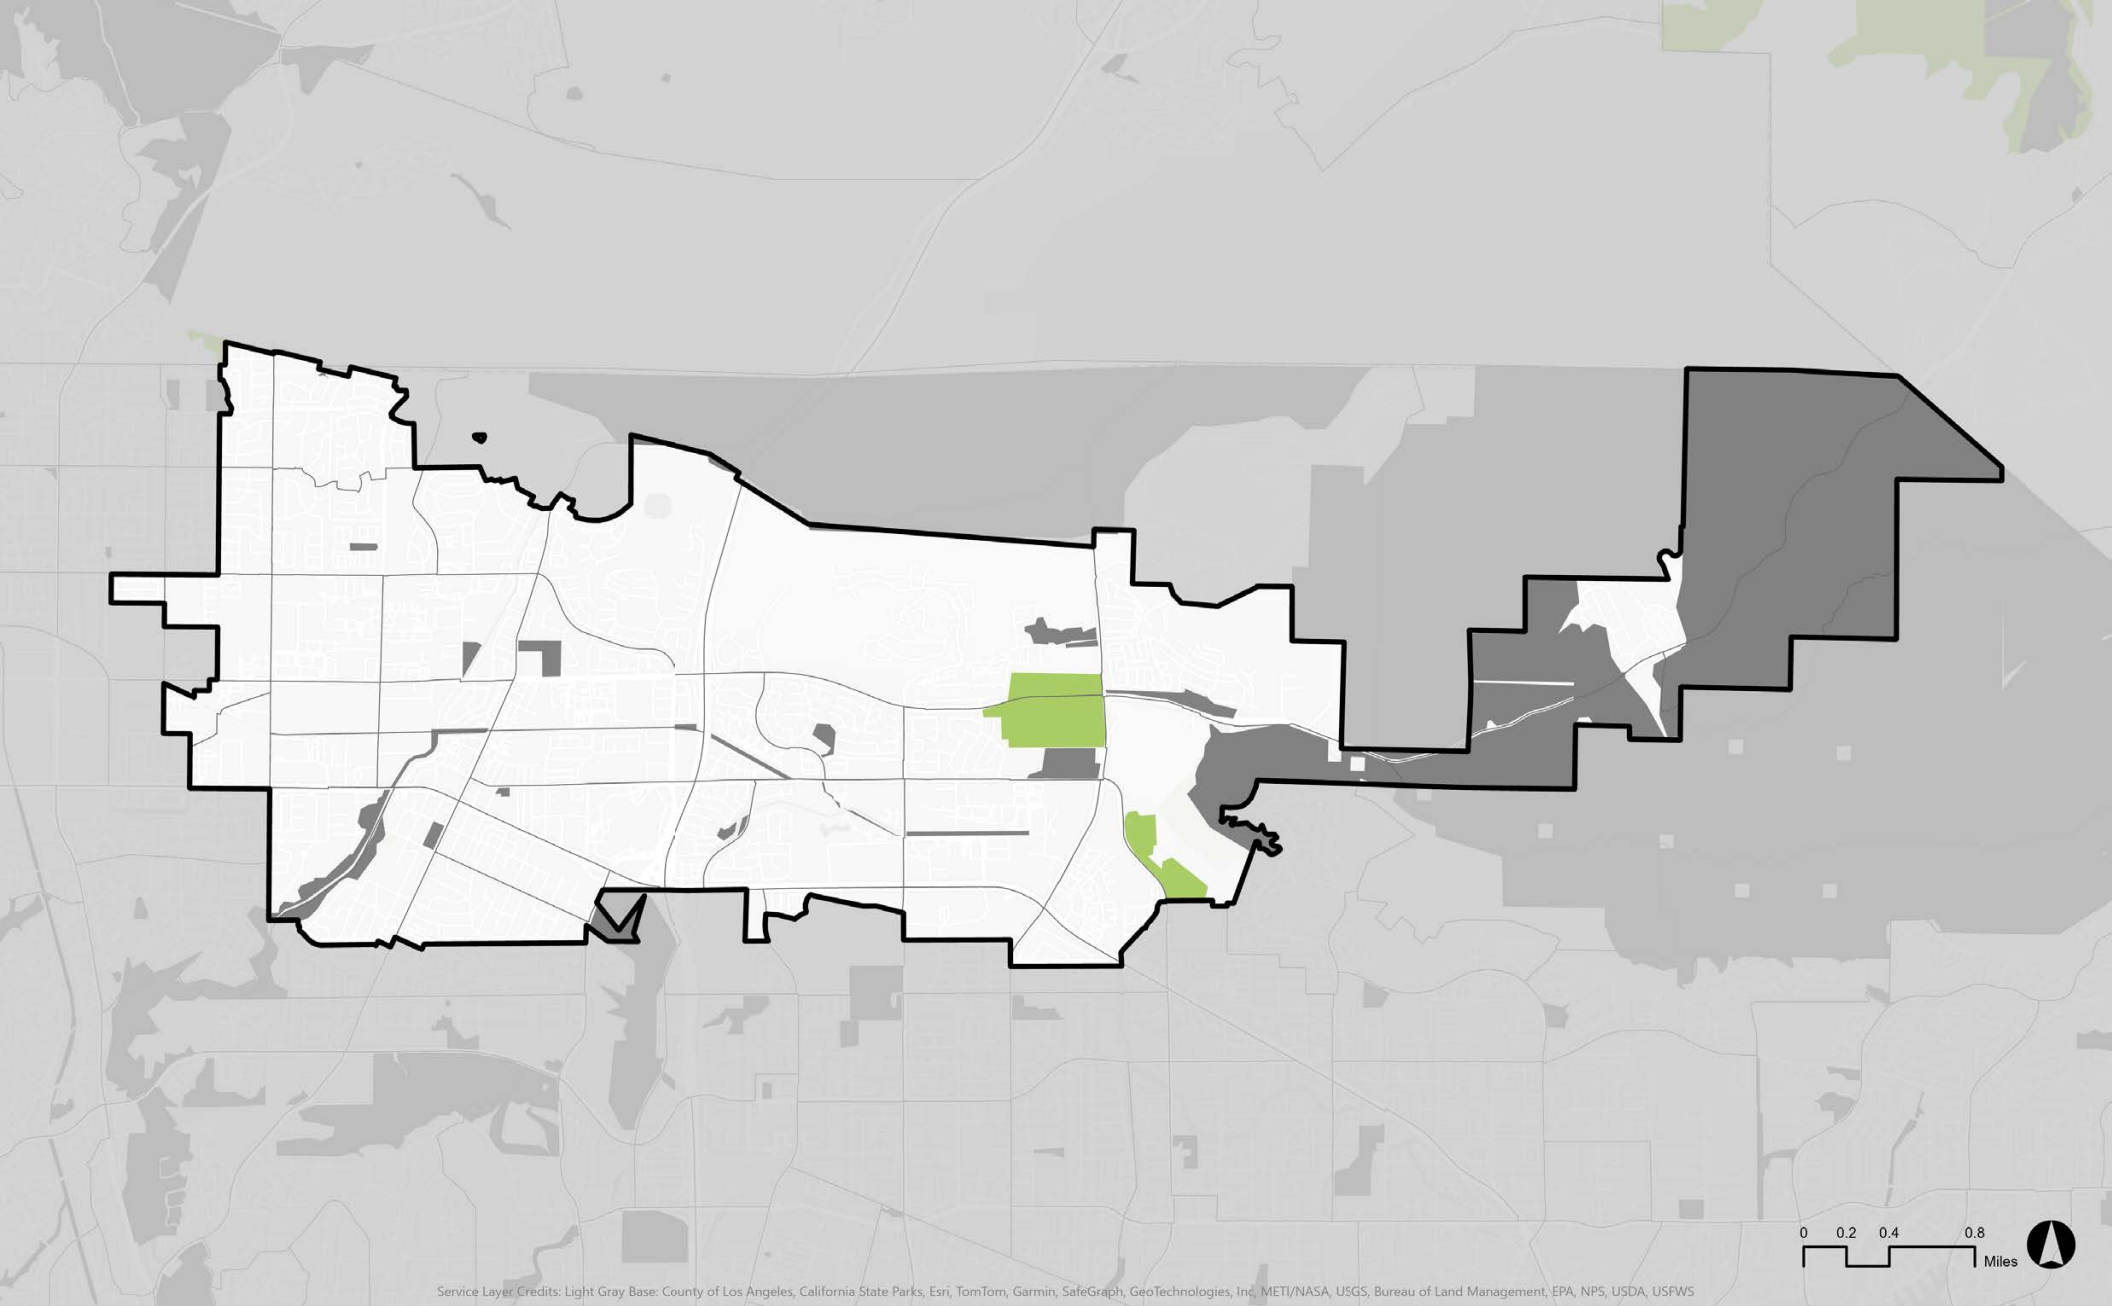 0 0.2 0.4 0.8
Miles
Service Layer Credits: Light Gray Base: County of Los Angeles, California State Parks, Esri, TomTom, Garmin, SafeGraph, GeoTechnologies, Inc, METI/NASA, USGS, Bureau of Land Management, EPA, NPS, USDA, USFWS